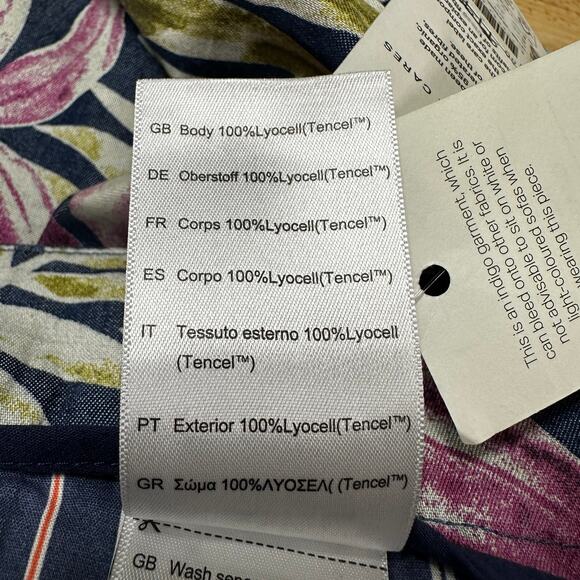 GB Body 100%Lyocell(Tencel™)
DE Oberstoff 100%Lyocell(Tencel™)
FR Corps 100%Lyocell(Tencel™)
ES Corpo 100%Lyocell(Tencel™)
IT Tessuto esterno 100%Lyocell
(Tencel™)
PT Exterior 100%Lyocell(Tencel™)
GR Σώμα 100%ΛΥΟΣΕΛ( (Tencel™)
GB Wash
This is an indigo garment, which
can bleed onto other fabrics. It is
not advisable to sit on white or
light-coloured sofas when
wearing this piece.
CARES